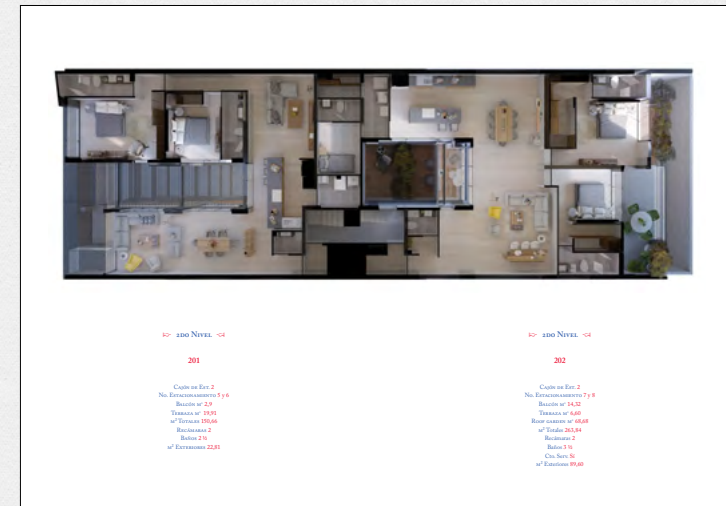 2do Nivel
201
Cajón de Est. 2
No. Estacionamiento 5 y 6
Balcón m² 2,9
Terraza m² 19,91
m² Totales 150,66
Recámaras 2
Baños 2 ½
m² Exteriores 22,81
2do Nivel
202
Cajón de Est. 2
No. Estacionamiento 7 y 8
Balcón m² 14,32
Terraza m² 6,60
Roof garden m² 68,68
m² Totales 263,84
Recámaras 2
Baños 3 ½
Cto. Serv. Sí
m² Exteriores 89,60